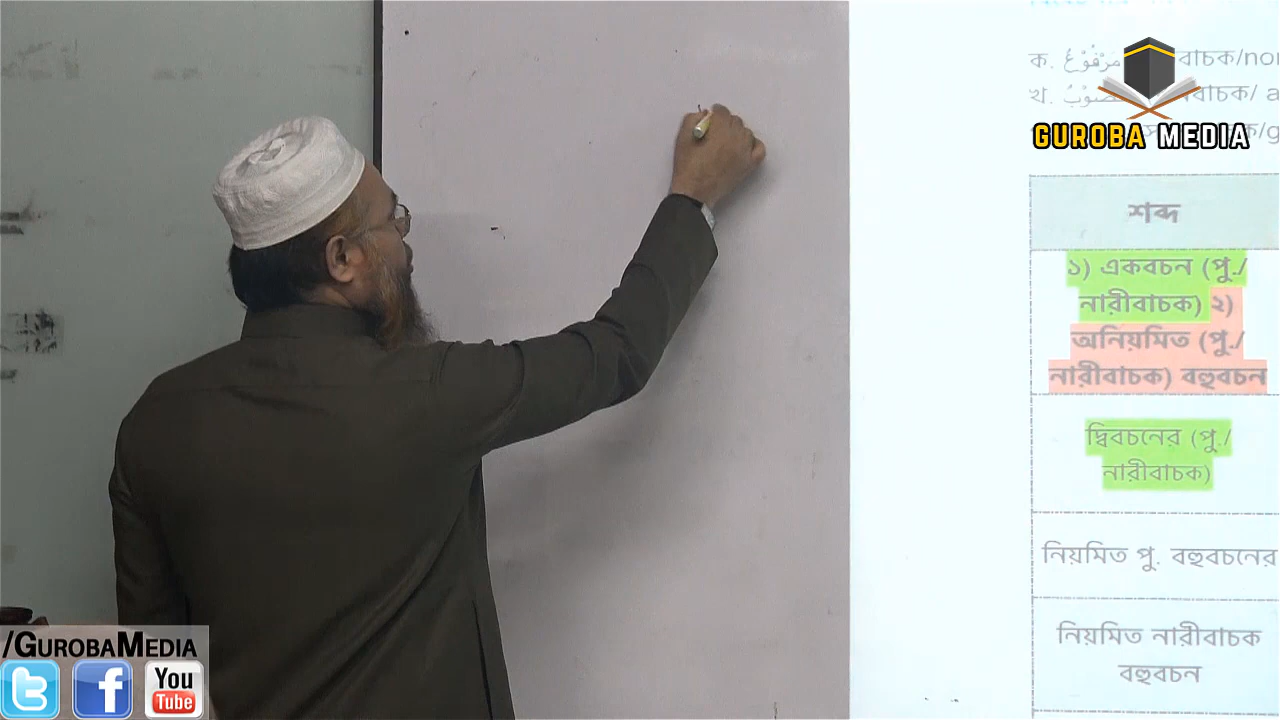 ক. مَرْفُوْعٌ বাচক/nor
খ. বাচক/ a
GUROBA MEDIA
শব্দ
১) একবচন (পু./
নারীবাচক) ২)
অনিয়মিত (পু./
নারীবাচক) বহুবচন
দ্বিবচনের (পু./
নারীবাচক)
নিয়মিত পু. বহুবচনের
নিয়মিত নারীবাচক
বহুবচন
/GUROBAMEDIA
You
Tube